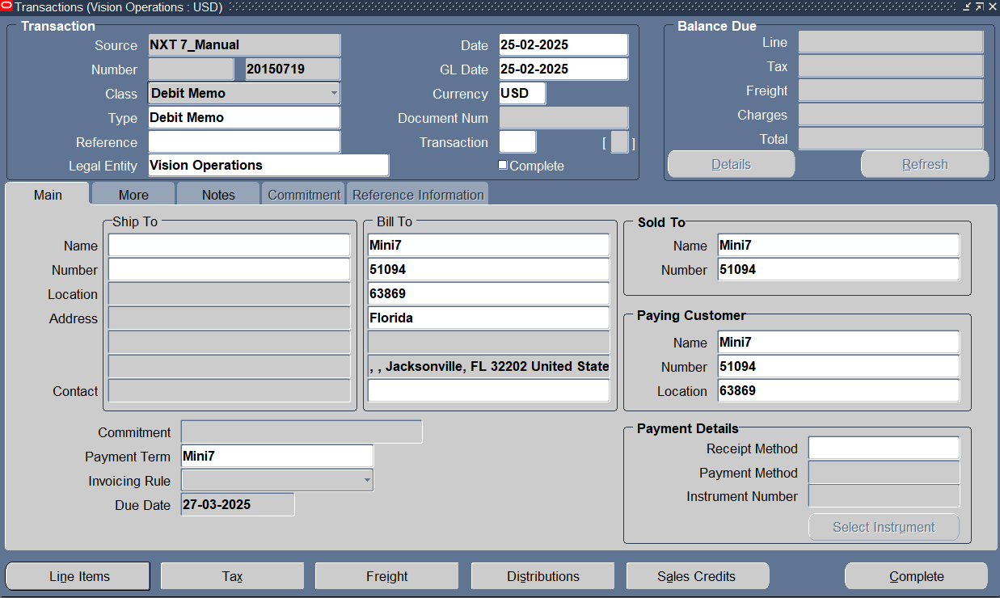 Transactions (Vision Operations : USD)
Transaction
Source NXT 7_Manual
Number 20150719
Class Debit Memo
Type Debit Memo
Reference
Legal Entity Vision Operations
Date 25-02-2025
GL Date 25-02-2025
Currency USD
Document Num
Transaction [ ]
Complete
Balance Due
Line
Tax
Freight
Charges
Total
Details Refresh
Main More Notes Commitment Reference Information
Ship To
Name
Number
Location
Address
Contact
Bill To
Mini7
51094
63869
Florida
, , Jacksonville, FL 32202 United State
Sold To
Name Mini7
Number 51094
Paying Customer
Name Mini7
Number 51094
Location 63869
Commitment
Payment Term Mini7
Invoicing Rule
Due Date 27-03-2025
Payment Details
Receipt Method
Payment Method
Instrument Number
Select Instrument
Line Items Tax Freight Distributions Sales Credits Complete